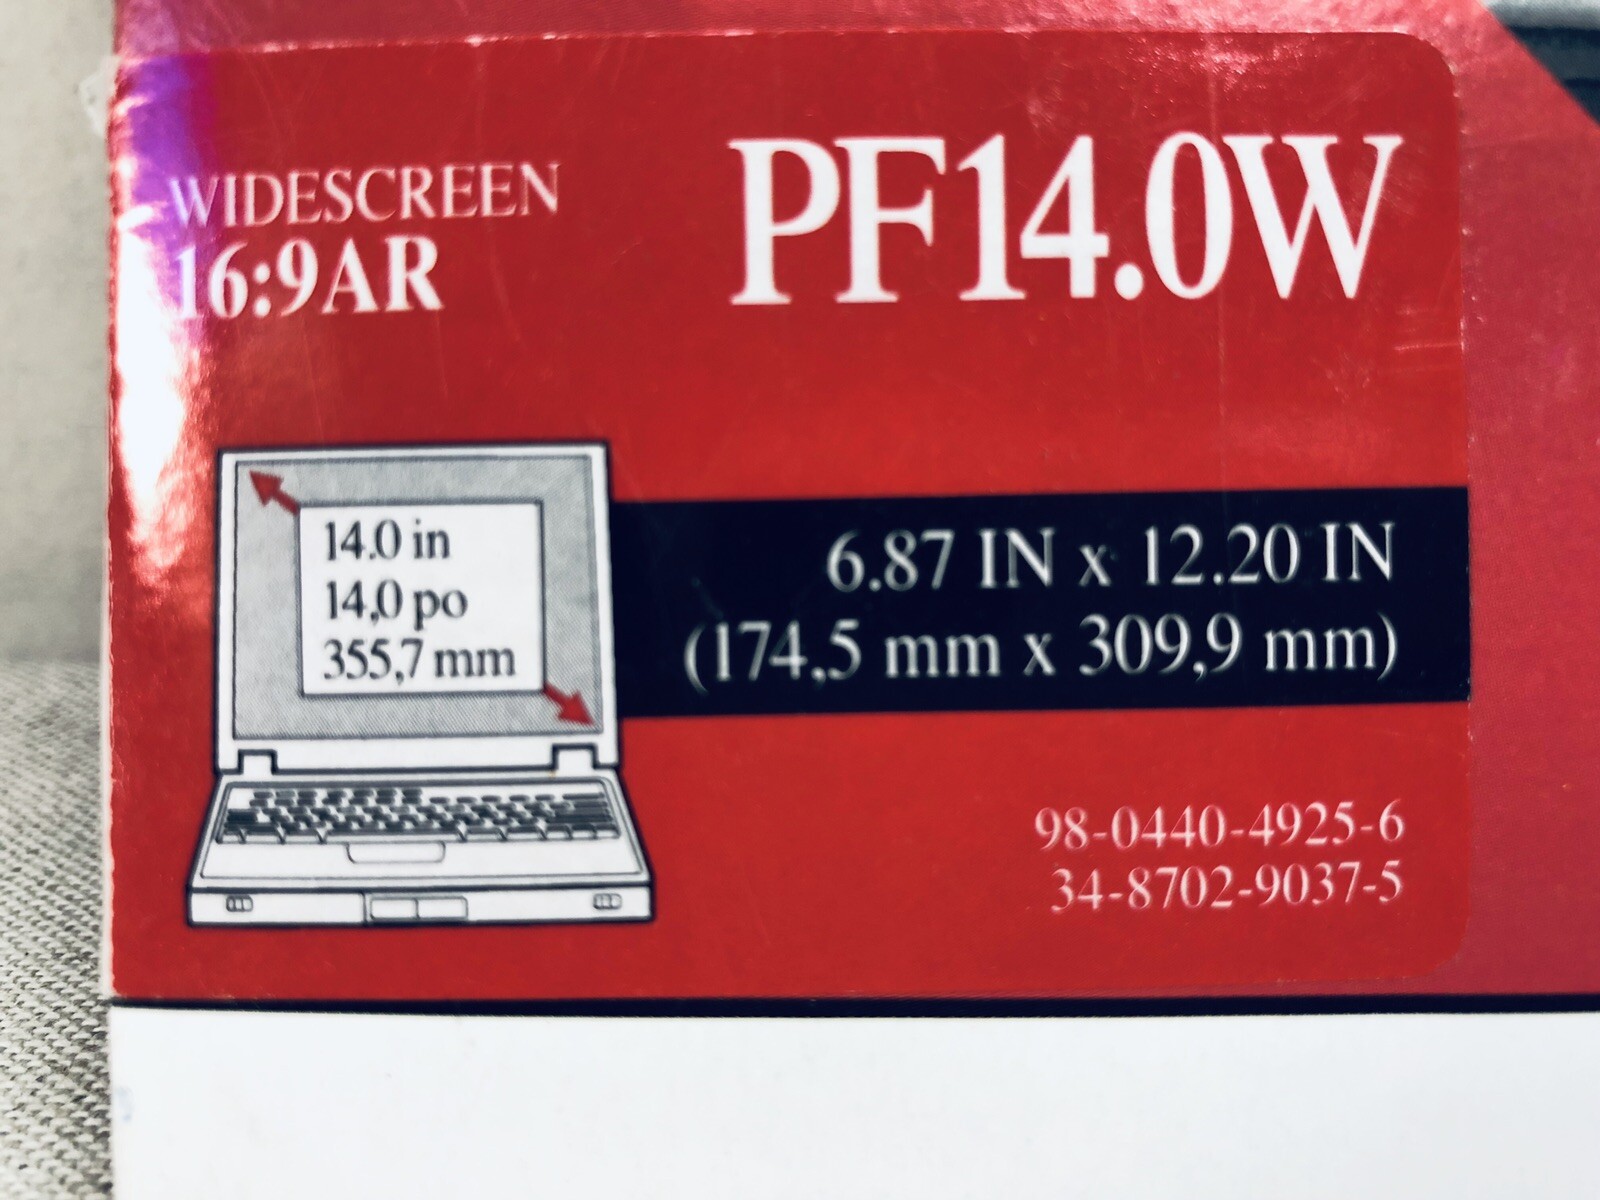 WIDESCREEN
16:9AR
PF14.0W
14.0 in
14,0 po
355,7 mm
6.87 IN x 12.20 IN
(174,5 mm x 309,9 mm)
98-0440-4925-6
34-8702-9037-5